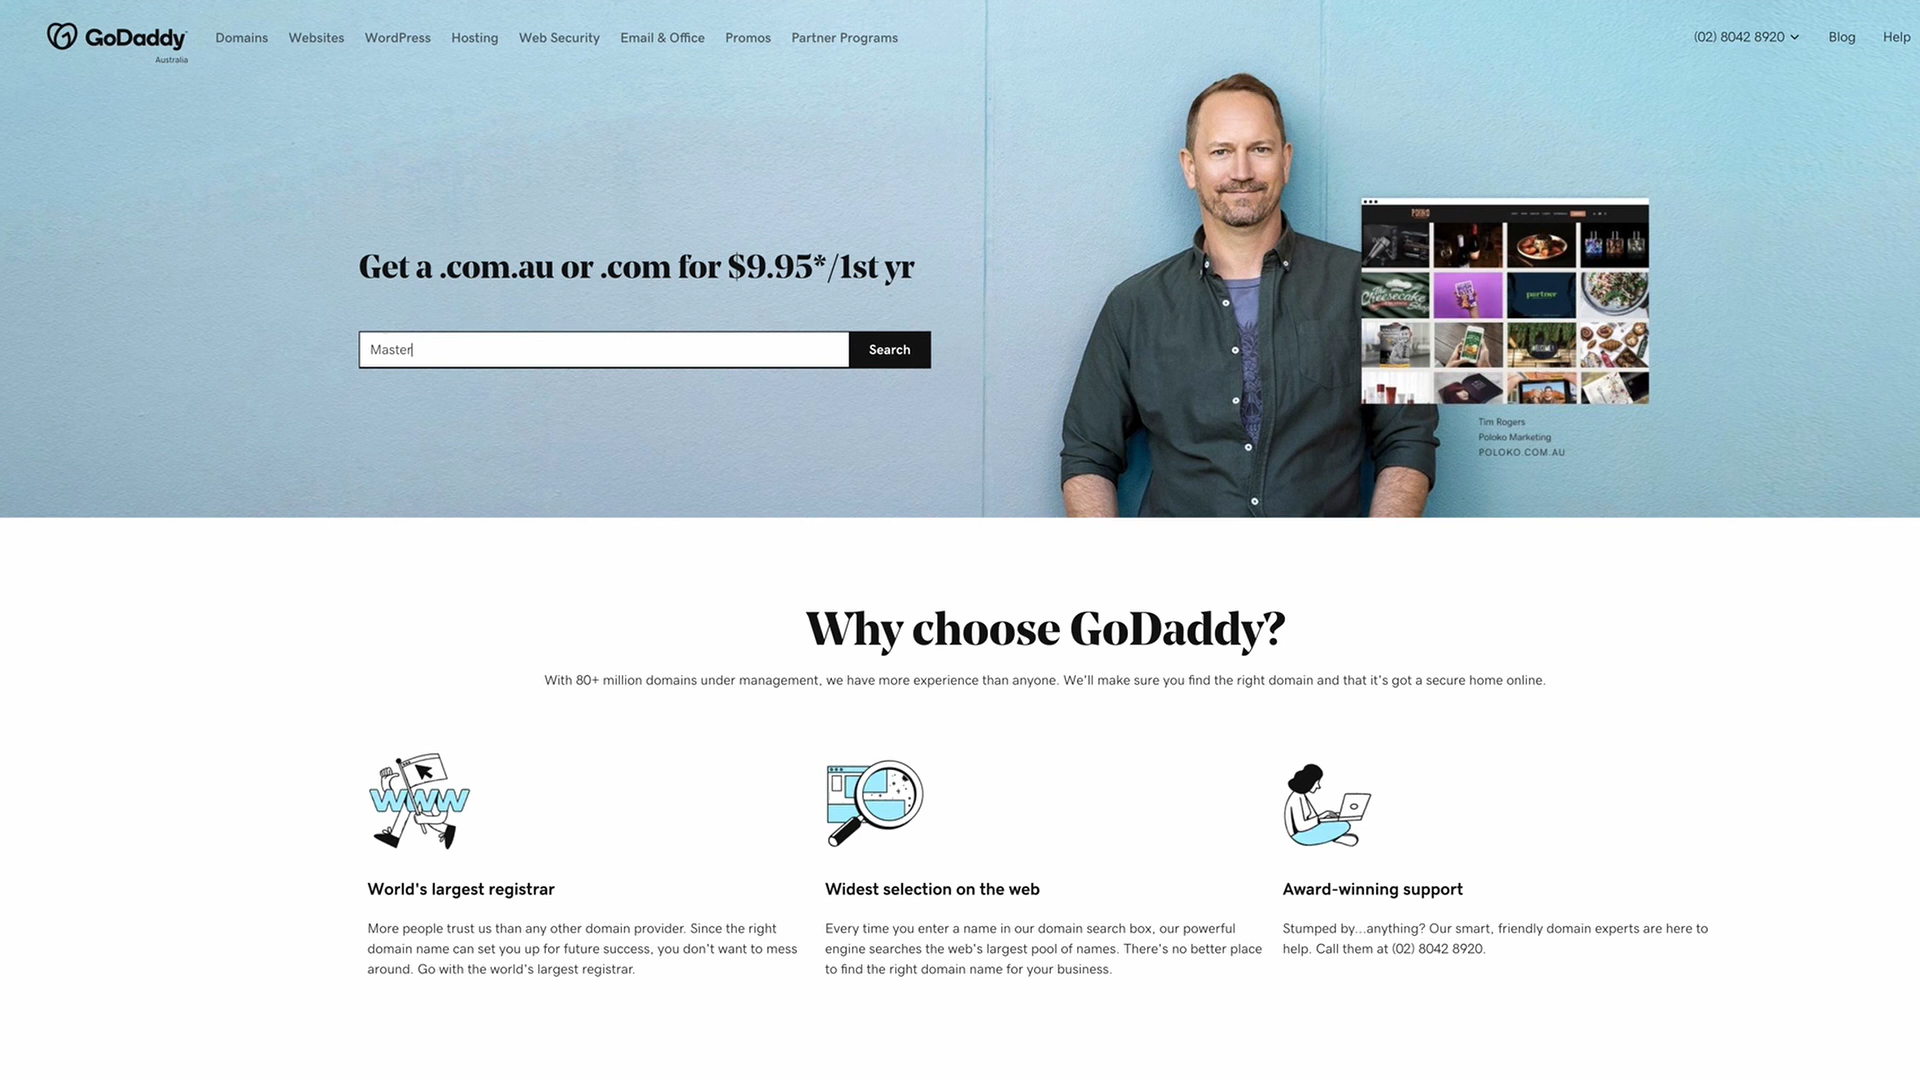 GoDaddy
Australia
Domains Websites WordPress Hosting Web Security Email & Office Promos Partner Programs
(02) 8042 8920 Blog Help
Get a .com.au or .com for $9.95*/1st yr
Master
Search
POLOKO
The Cheesecake Shop
partner
Tim Rogers
Poloko Marketing
POLOKO.COM.AU
Why choose GoDaddy?
With 80+ million domains under management, we have more experience than anyone. We'll make sure you find the right domain and that it's got a secure home online.
WWW
World's largest registrar
More people trust us than any other domain provider. Since the right
domain name can set you up for future success, you don't want to mess
around. Go with the world's largest registrar.
Widest selection on the web
Every time you enter a name in our domain search box, our powerful
engine searches the web's largest pool of names. There's no better place
to find the right domain name for your business.
Award-winning support
Stumped by...anything? Our smart, friendly domain experts are here to
help. Call them at (02) 8042 8920.